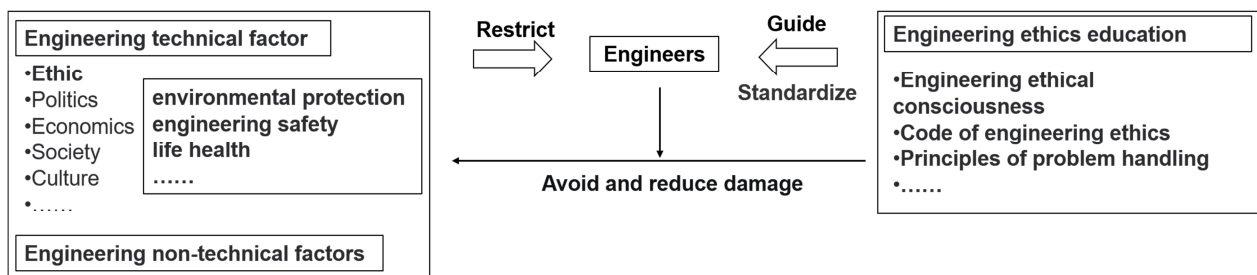 Engineering technical factor
•Ethic
•Politics
•Economics
•Society
•Culture
•......
environmental protection
engineering safety
life health
......
Engineering non-technical factors
Restrict
Engineers
Guide
Standardize
Avoid and reduce damage
Engineering ethics education
•Engineering ethical
consciousness
•Code of engineering ethics
•Principles of problem handling
•......